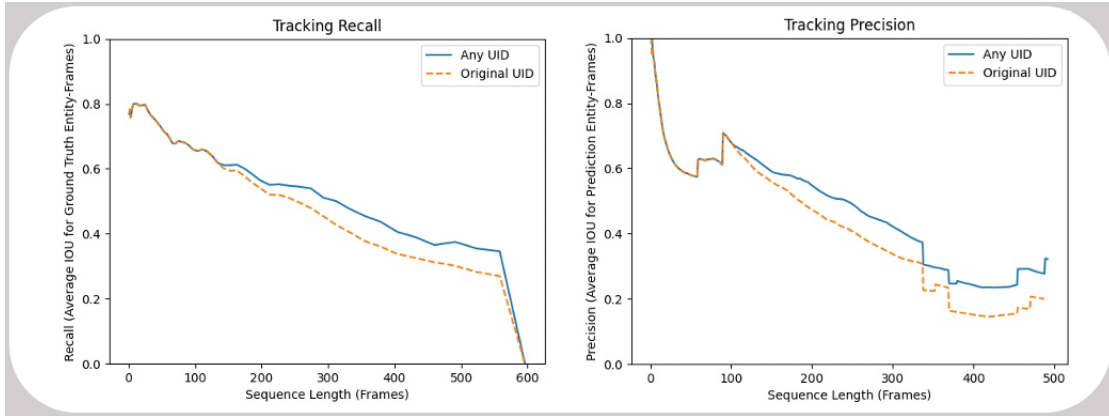 Tracking Recall
Recall (Average IOU for Ground Truth Entity-Frames)
1.0
0.8
0.6
0.4
0.2
0.0
Any UID
Original UID
0 100 200 300 400 500 600
Sequence Length (Frames)
Tracking Precision
Precision (Average IOU for Prediction Entity-Frames)
1.0
0.8
0.6
0.4
0.2
0.0
Any UID
Original UID
0 100 200 300 400 500
Sequence Length (Frames)